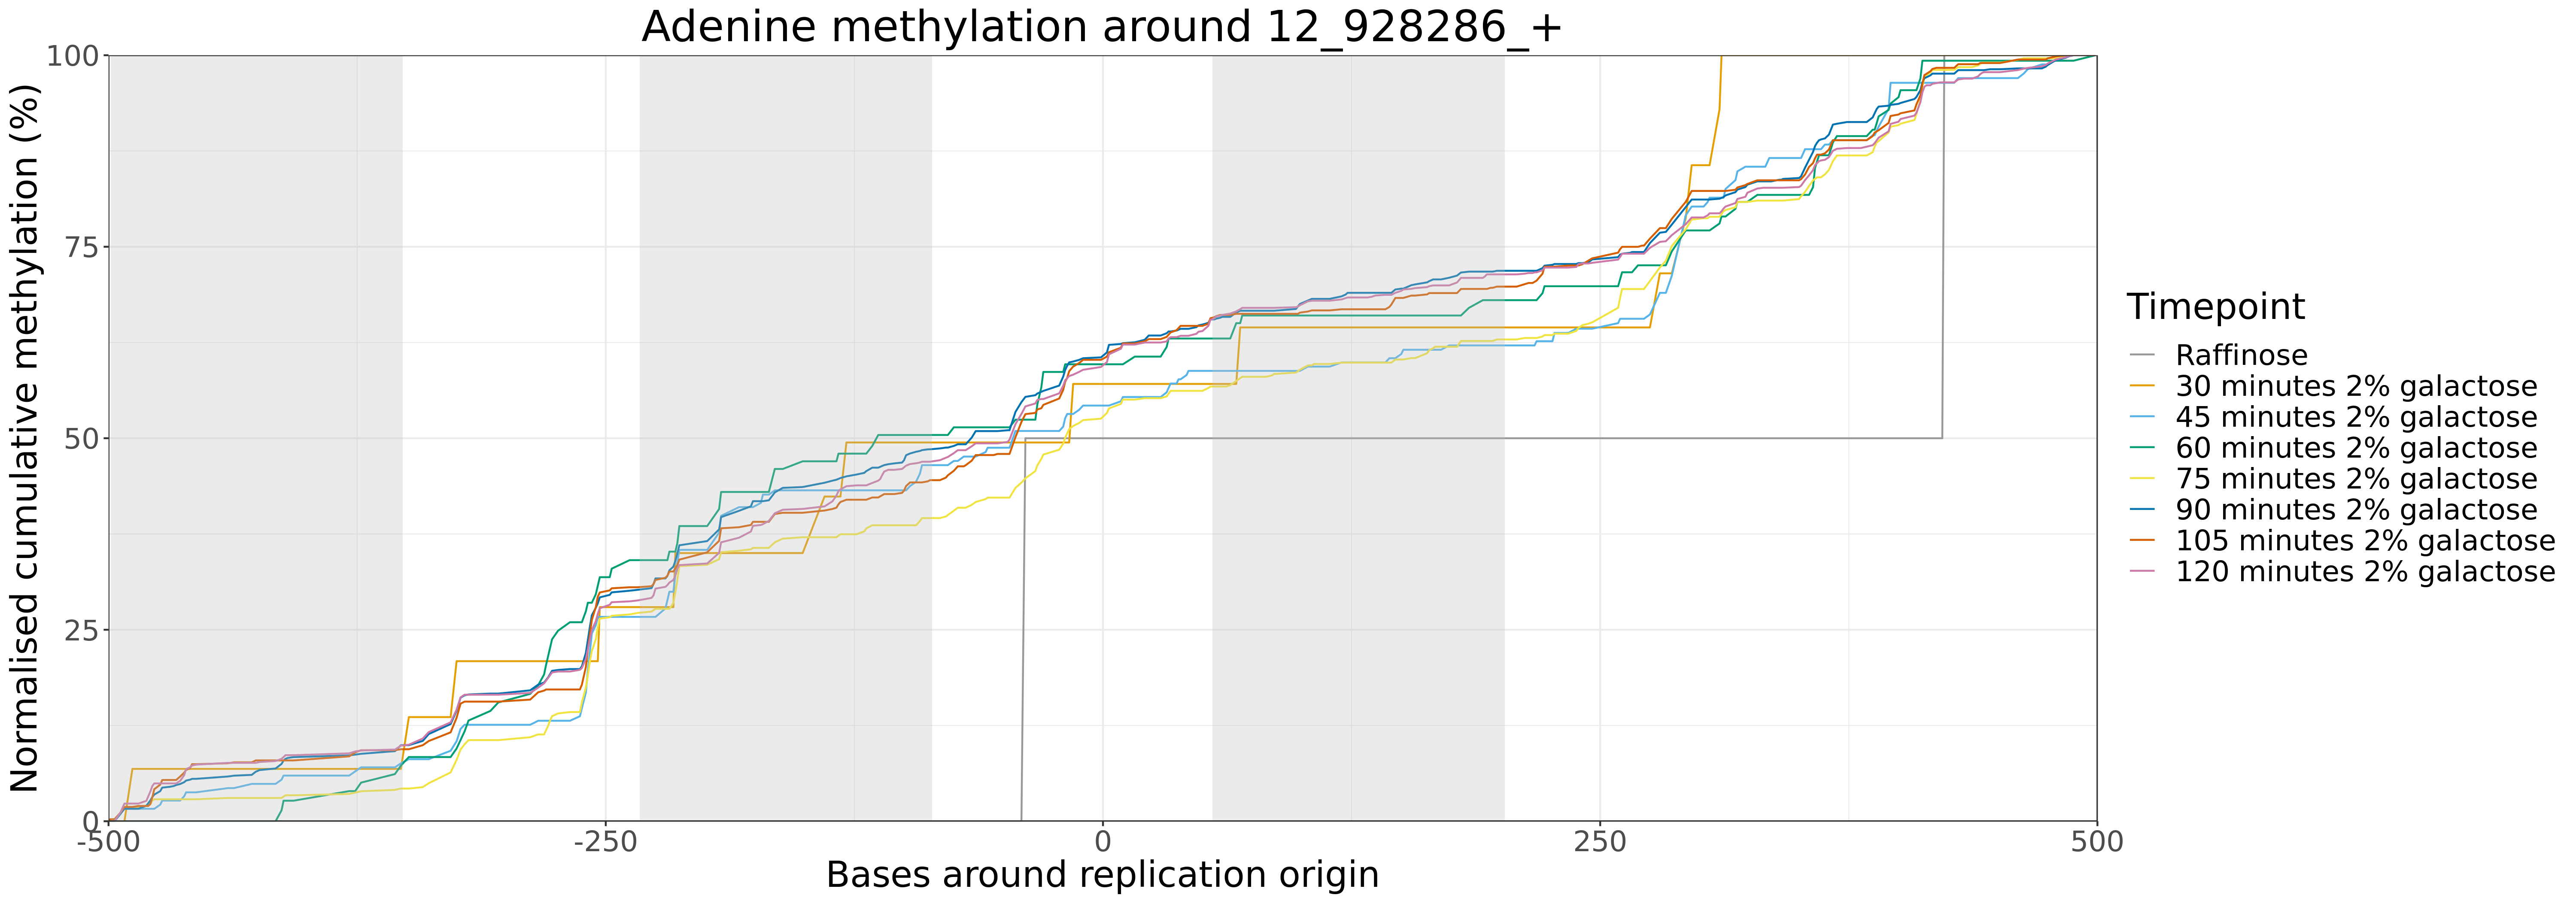 Adenine methylation around 12_928286_+
Normalised cumulative methylation (%)
100
75
50
25
0
-500
-250
0
250
500
Bases around replication origin
Timepoint
Raffinose
30 minutes 2% galactose
45 minutes 2% galactose
60 minutes 2% galactose
75 minutes 2% galactose
90 minutes 2% galactose
105 minutes 2% galactose
120 minutes 2% galactose